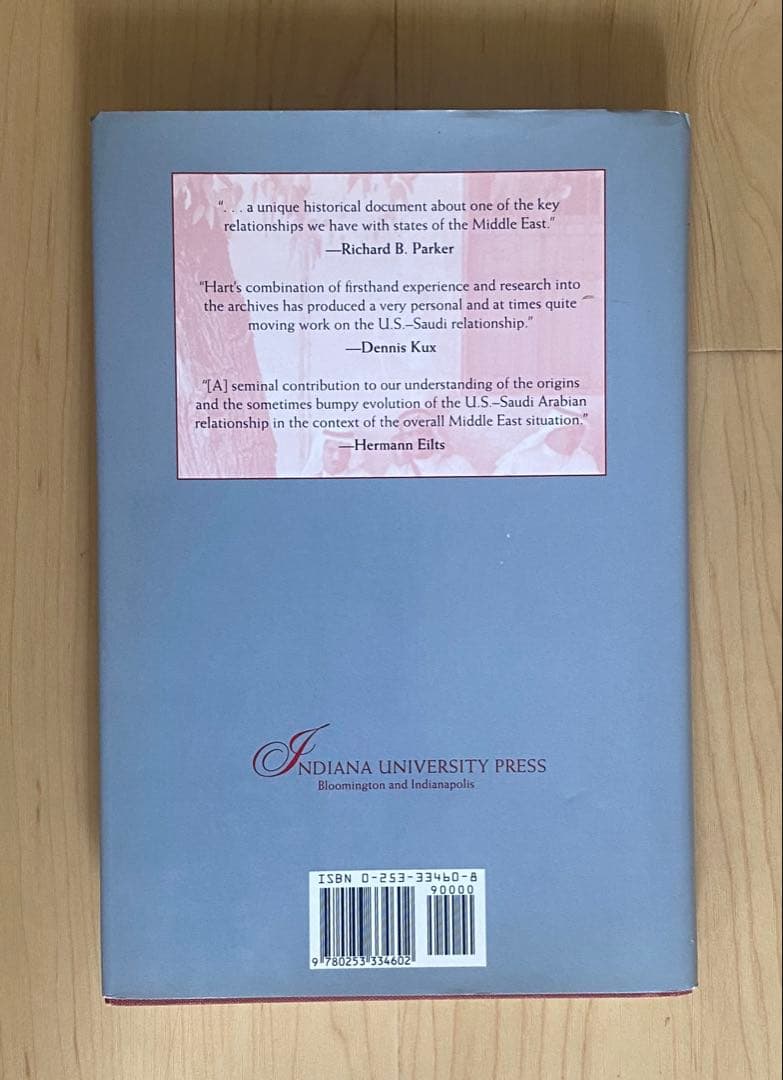 “. . . a unique historical document about one of the key
relationships we have with states of the Middle East.”
—Richard B. Parker
“Hart's combination of firsthand experience and research into
the archives has produced a very personal and at times quite
moving work on the U.S.–Saudi relationship.”
—Dennis Kux
“[A] seminal contribution to our understanding of the origins
and the sometimes bumpy evolution of the U.S.–Saudi Arabian
relationship in the context of the overall Middle East situation.”
—Hermann Eilts
INDIANA UNIVERSITY PRESS
Bloomington and Indianapolis
ISBN 0-253-33460-8
90000
9 780253 334602